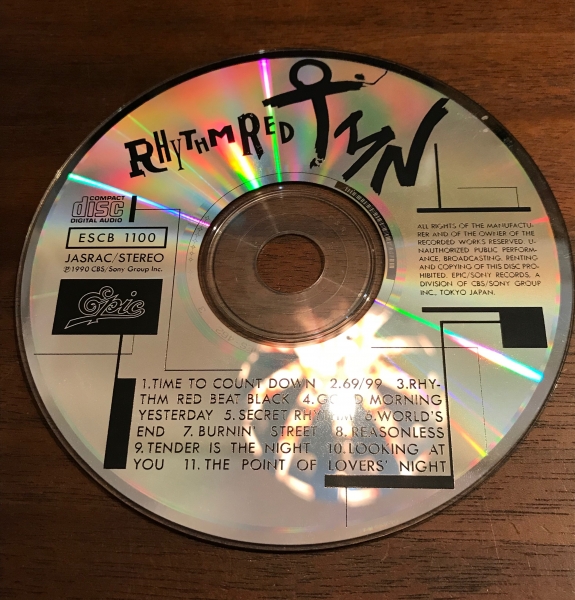 RHYTHM RED TMN
COMPACT
disc
DIGITAL AUDIO
ESCB 1100
JASRAC/STEREO
℗1990 CBS/Sony Group Inc.
Epic
ALL RIGHTS OF THE MANUFACTU-
RER AND OF THE OWNER OF THE
RECORDED WORKS RESERVED. U-
NAUTHORIZED PUBLIC PERFORM-
ANCE, BROADCASTING, RENTING
AND COPYING OF THIS DISC PRO-
HIBITED. EPIC/SONY RECORDS, A
DIVISION OF CBS/SONY GROUP
INC., TOKYO JAPAN.
1.TIME TO COUNT DOWN 2.69/99 3.RHY-
THM RED BEAT BLACK 4.GOOD MORNING
YESTERDAY 5.SECRET RHYTHM 6.WORLD'S
END 7.BURNIN' STREET 8.REASONLESS
9.TENDER IS THE NIGHT 10.LOOKING AT
YOU 11.THE POINT OF LOVERS' NIGHT